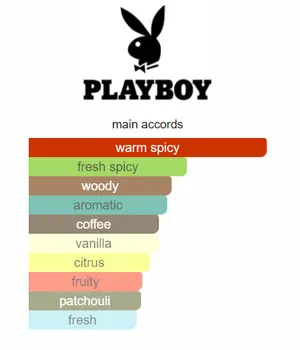 PLAYBOY
main accords
warm spicy
fresh spicy
woody
aromatic
coffee
vanilla
citrus
fruity
patchouli
fresh